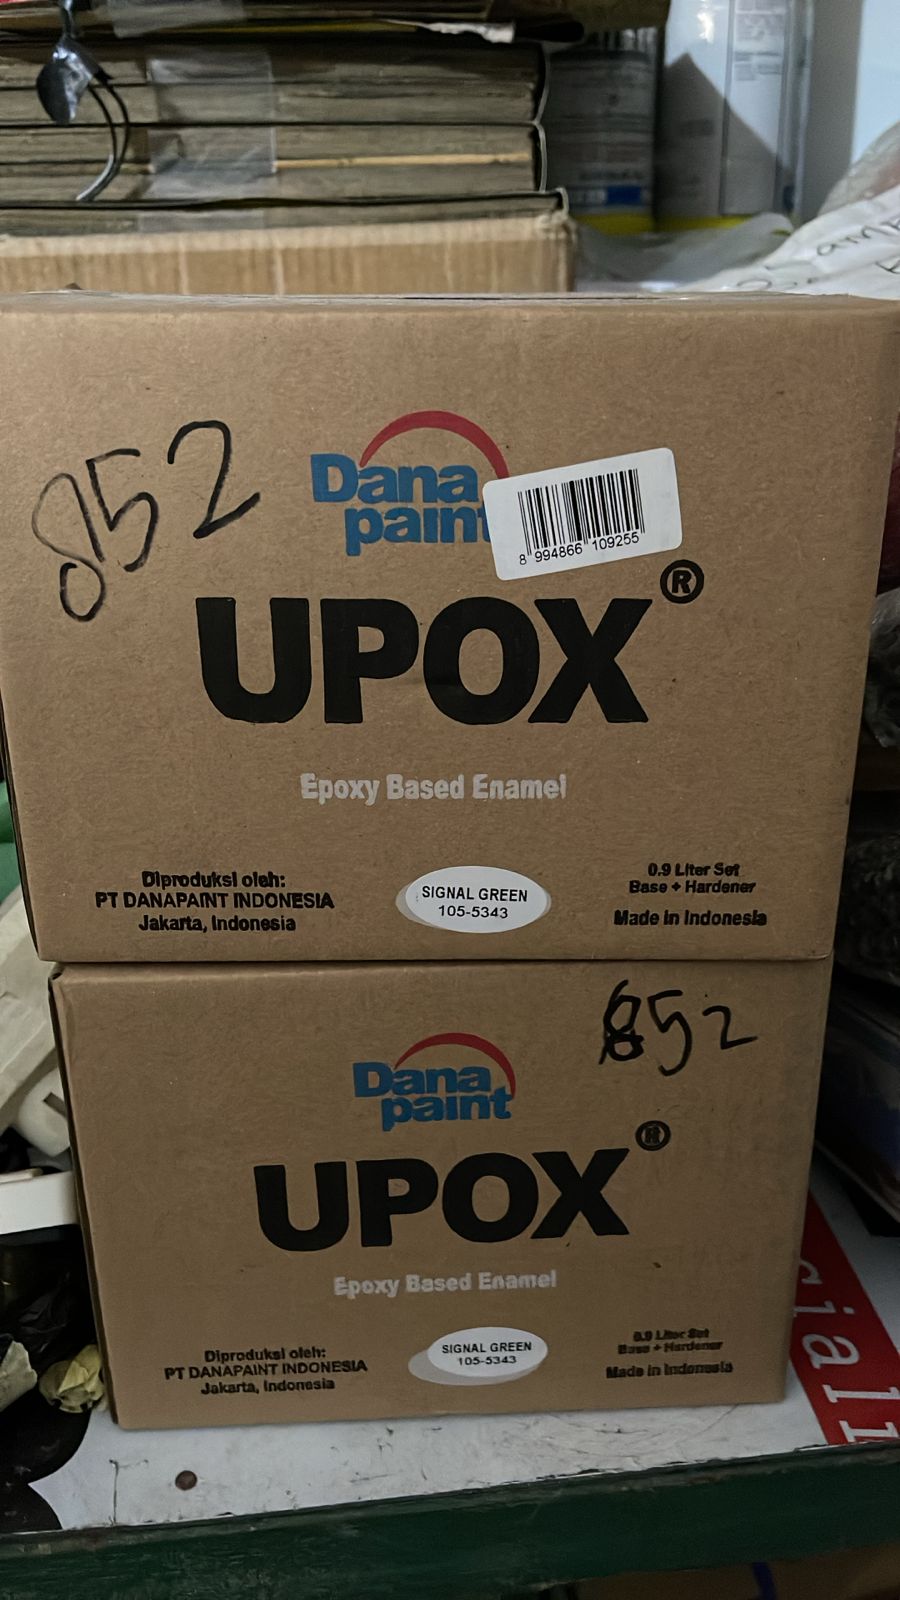 852
Dana
paint
8 994866 109255
UPOX®
Epoxy Based Enamel
Diproduksi oleh:
PT DANAPAINT INDONESIA
Jakarta, Indonesia
SIGNAL GREEN
105-5343
0.9 Liter Set
Base + Hardener
Made in Indonesia
852
Dana
paint
UPOX®
Epoxy Based Enamel
Diproduksi oleh:
PT DANAPAINT INDONESIA
Jakarta, Indonesia
SIGNAL GREEN
105-5343
0.9 Liter Set
Base + Hardener
Made in Indonesia